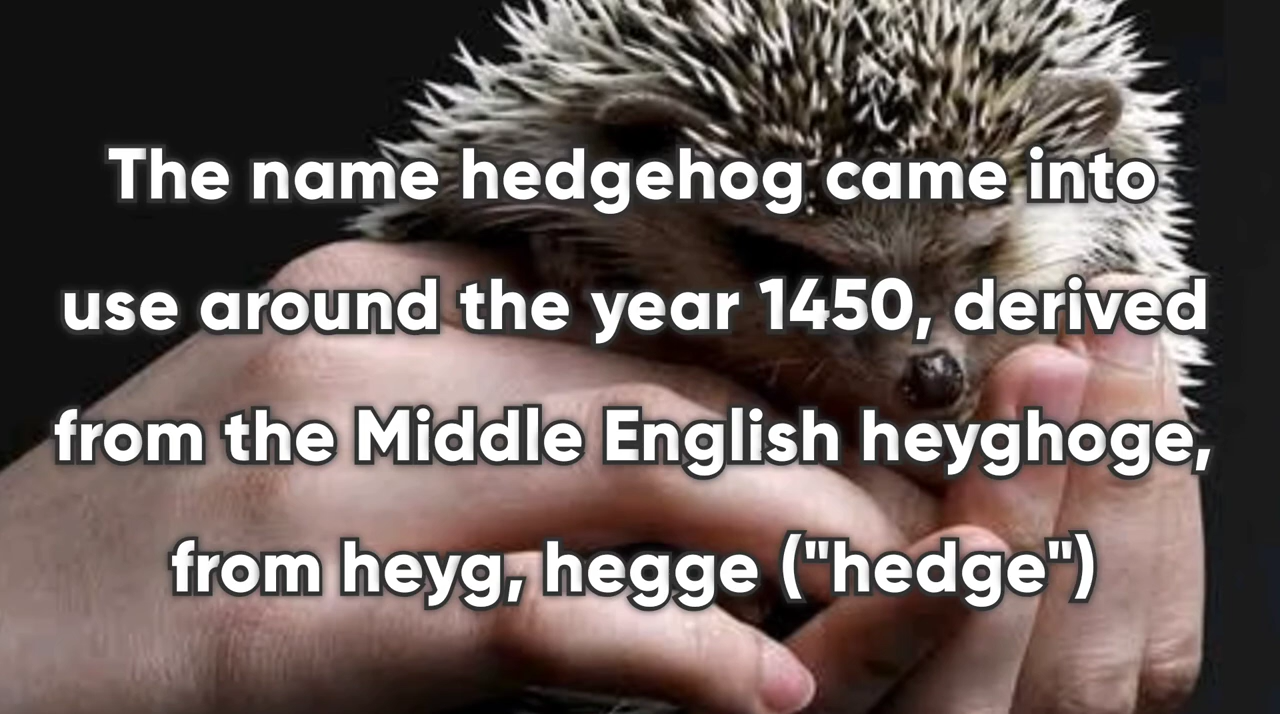 The name hedgehog came into
use around the year 1450, derived
from the Middle English heyghoge,
from heyg, hegge ("hedge")